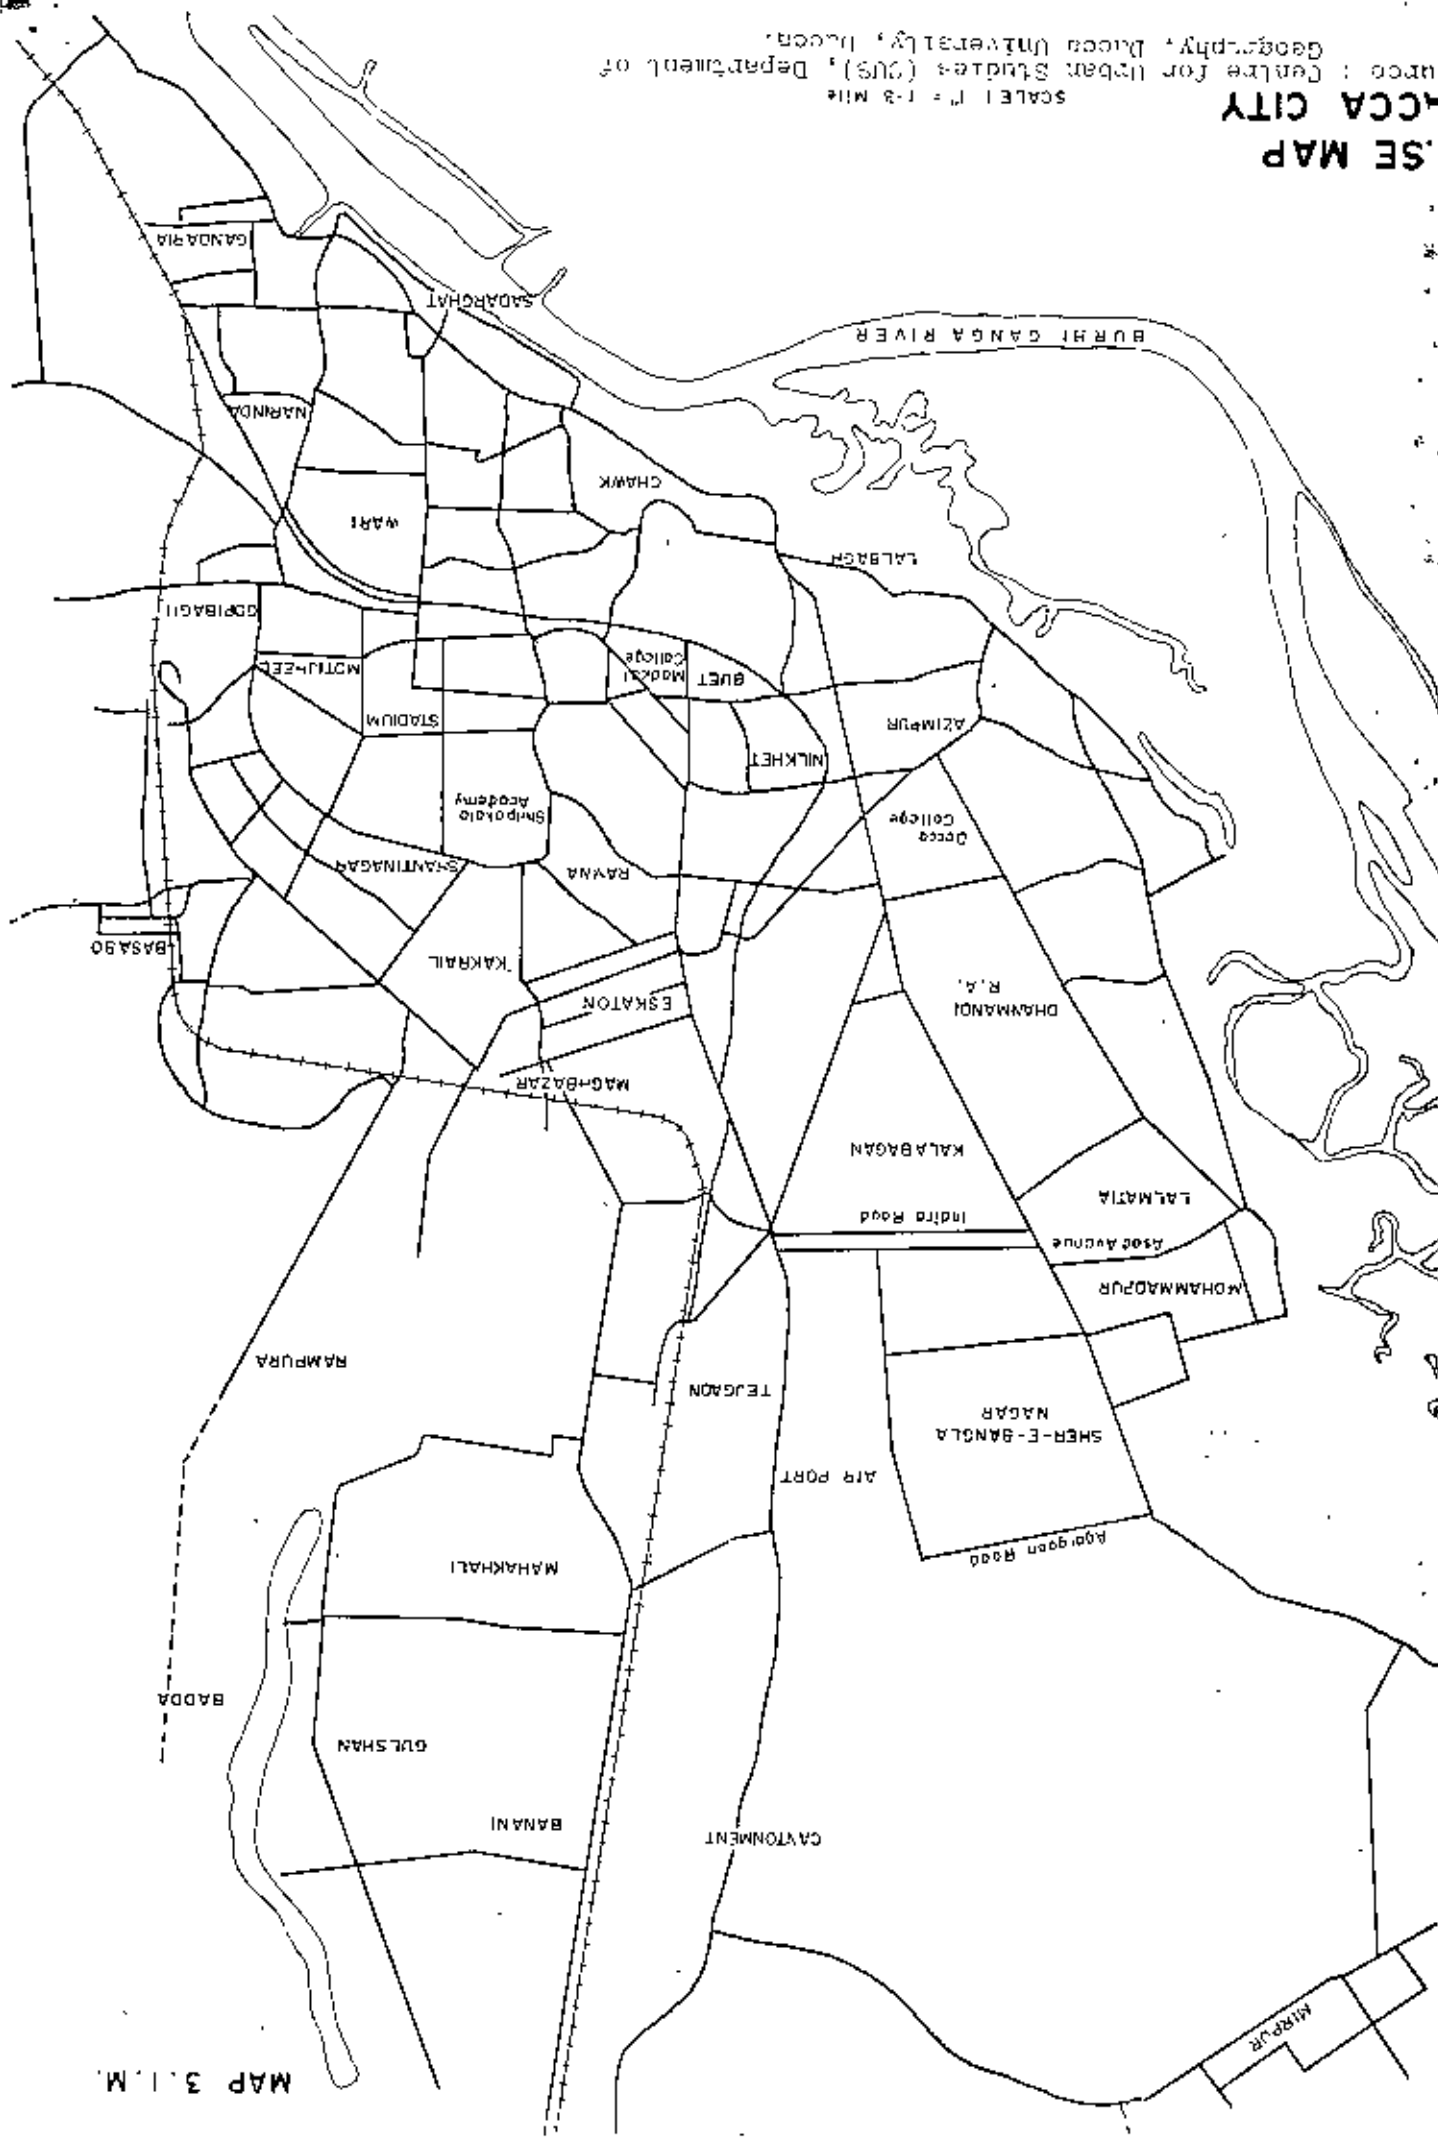 MAP 3.1.M.
MIRPUR
CANTONMENT
BANANI
GULSHAN
BADDA
Agargaon Road
MAHAKHALI
AIR PORT
SHER-E-BANGLA
NAGAR
TEJGAON
RAMPURA
MOHAMMADPUR
Asad Avenue
Indira Road
LALMATIA
KALABAGAN
MAGHBAZAR
DHANMANDI
R.A.
ESKATON
KAKRAIL
BASABO
RAMNA
SHANTINAGAR
Dacca
College
Shilpakala
Academy
NILKHET
AZIMPUR
STADIUM
BUET
Medical
College
MOTIJHEEL
GOPIBAGH
LALBAGH
WARI
CHAWK
NARINDA
BURHI GANGA RIVER
SADARGHAT
GANDARIA
.SE MAP
ACCA CITY
SCALE 1" = 1·3 Mile
urce : Centre for Urban Studies (CUS), Department of
Geography, Dacca University, Dacca.